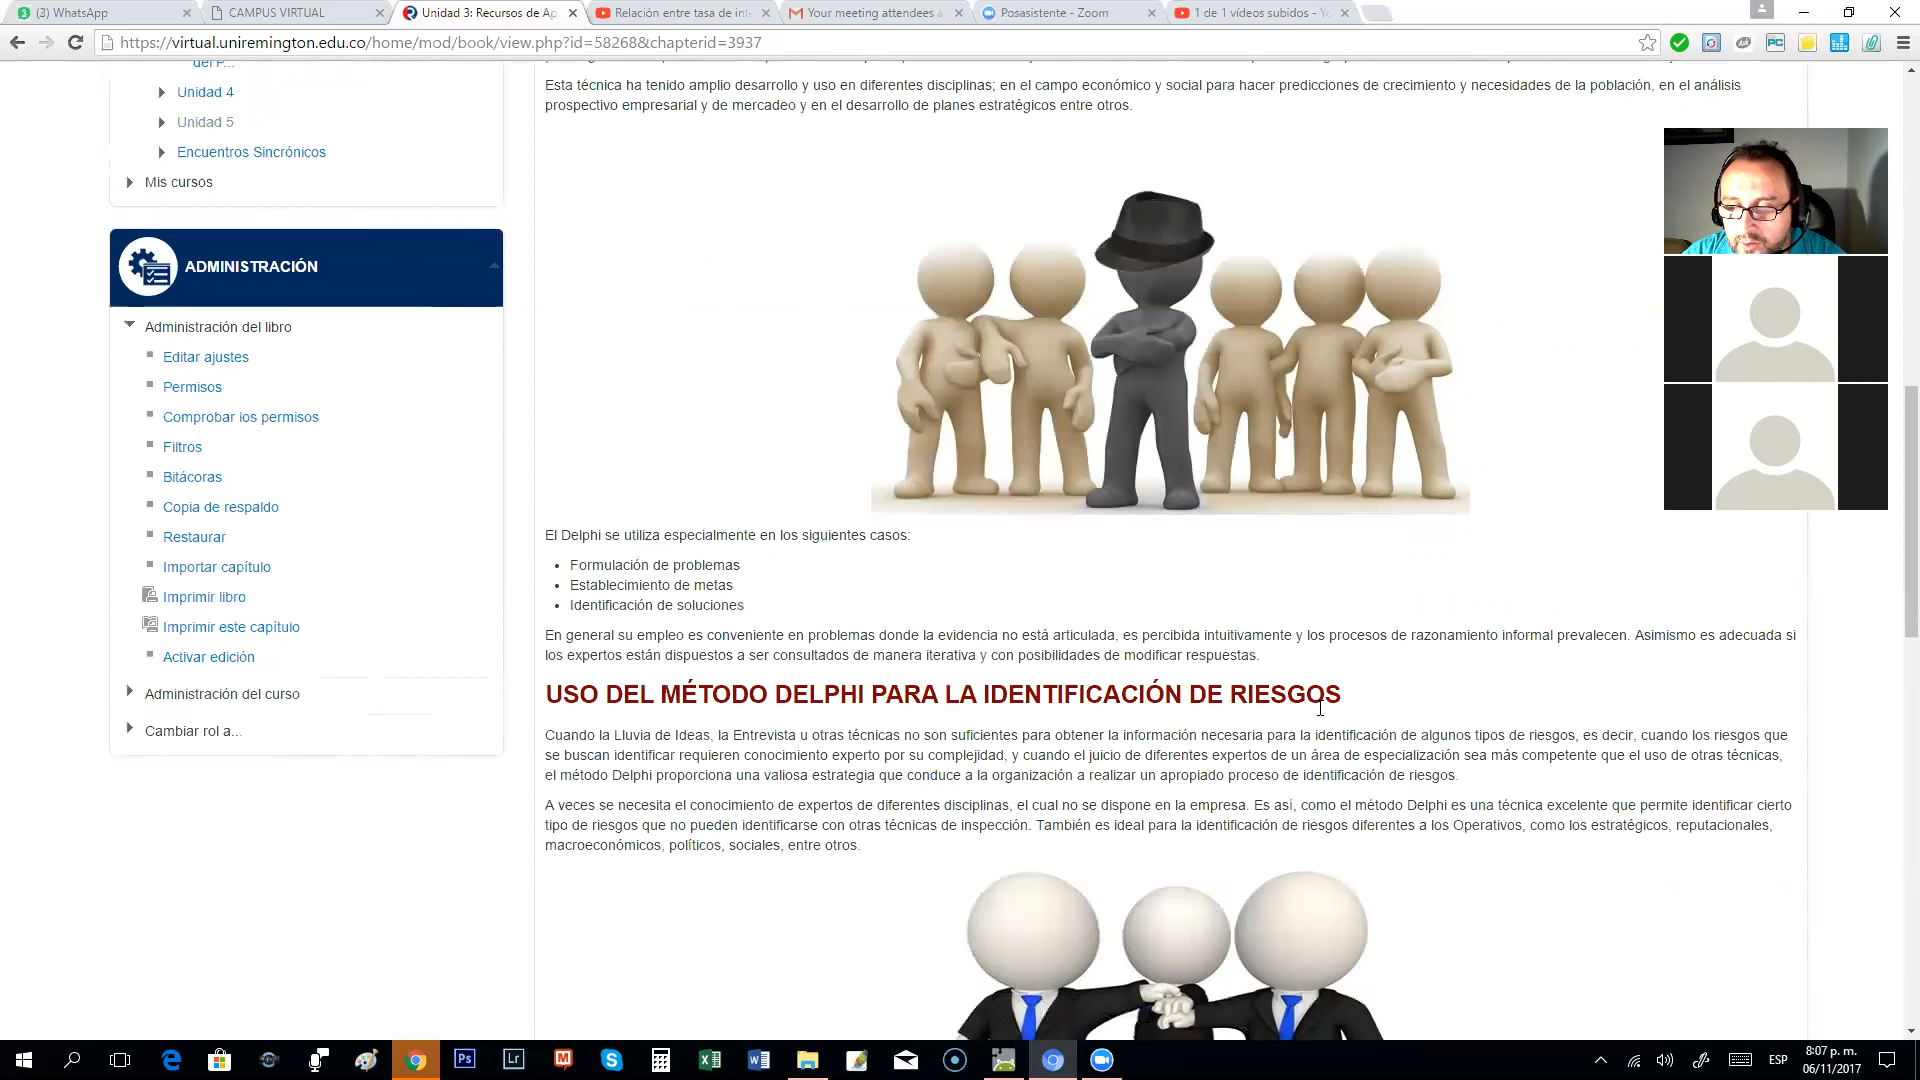 (3) WhatsApp
CAMPUS VIRTUAL
Unidad 3: Recursos de Ap
Relación entre tasa de int
Your meeting attendees a
Posasistente - Zoom
1 de 1 vídeos subidos - Yo
https://virtual.uniremington.edu.co/home/mod/book/view.php?id=58268&chapterid=3937
del P...
Unidad 4
Unidad 5
Encuentros Sincrónicos
Mis cursos
ADMINISTRACIÓN
Administración del libro
Editar ajustes
Permisos
Comprobar los permisos
Filtros
Bitácoras
Copia de respaldo
Restaurar
Importar capítulo
Imprimir libro
Imprimir este capítulo
Activar edición
Administración del curso
Cambiar rol a...
Esta técnica ha tenido amplio desarrollo y uso en diferentes disciplinas; en el campo económico y social para hacer predicciones de crecimiento y necesidades de la población, en el análisis
prospectivo empresarial y de mercadeo y en el desarrollo de planes estratégicos entre otros.
El Delphi se utiliza especialmente en los siguientes casos:
• Formulación de problemas
• Establecimiento de metas
• Identificación de soluciones
En general su empleo es conveniente en problemas donde la evidencia no está articulada, es percibida intuitivamente y los procesos de razonamiento informal prevalecen. Asimismo es adecuada si
los expertos están dispuestos a ser consultados de manera iterativa y con posibilidades de modificar respuestas.
USO DEL MÉTODO DELPHI PARA LA IDENTIFICACIÓN DE RIESGOS
Cuando la Lluvia de Ideas, la Entrevista u otras técnicas no son suficientes para obtener la información necesaria para la identificación de algunos tipos de riesgos, es decir, cuando los riesgos que
se buscan identificar requieren conocimiento experto por su complejidad, y cuando el juicio de diferentes expertos de un área de especialización sea más competente que el uso de otras técnicas,
el método Delphi proporciona una valiosa estrategia que conduce a la organización a realizar un apropiado proceso de identificación de riesgos.
A veces se necesita el conocimiento de expertos de diferentes disciplinas, el cual no se dispone en la empresa. Es así, como el método Delphi es una técnica excelente que permite identificar cierto
tipo de riesgos que no pueden identificarse con otras técnicas de inspección. También es ideal para la identificación de riesgos diferentes a los Operativos, como los estratégicos, reputacionales,
macroeconómicos, políticos, sociales, entre otros.
Ps
Lr
ESP
8:07 p. m.
06/11/2017